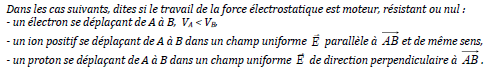 Dans les cas suivants, dites si le travail de la force électrostatique est moteur, résistant ou nul :
- un électron se déplaçant de A à B, V_A < V_B,
- un ion positif se déplaçant de A à B dans un champ uniforme E⃗ parallèle à A͞B⃗ et de même sens,
- un proton se déplaçant de A à B dans un champ uniforme E⃗ de direction perpendiculaire à A͞B⃗ .